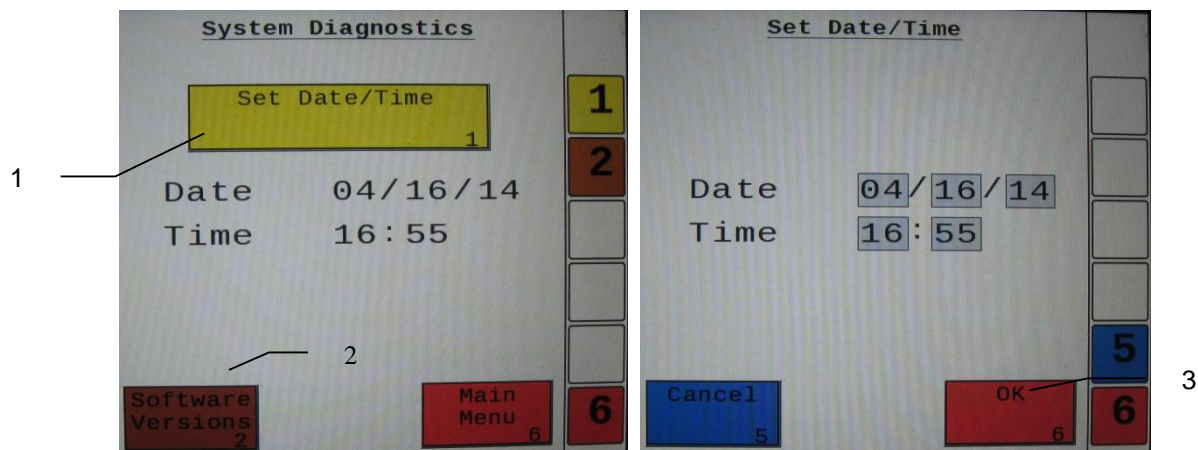 System Diagnostics
Set Date/Time
1
1
2
1
Date 04/16/14
Time 16:55
2
Software
Versions
2
Main
Menu
6
6
Set Date/Time
Date 04/16/14
Time 16:55
5
Cancel
5
OK
6
6
3